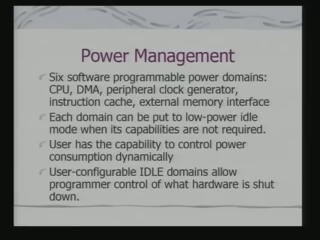 Power Management
Six software programmable power domains:
CPU, DMA, peripheral clock generator,
instruction cache, external memory interface
Each domain can be put to low-power idle
mode when its capabilities are not required.
User has the capability to control power
consumption dynamically
User-configurable IDLE domains allow
programmer control of what hardware is shut
down.